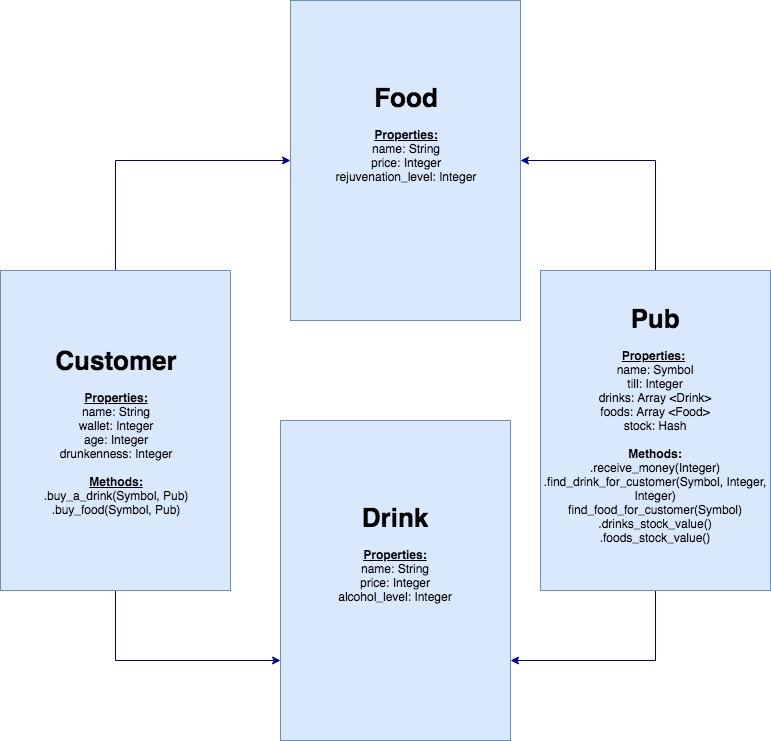 Food
Properties:
name: String
price: Integer
rejuvenation_level: Integer
Customer
Properties:
name: String
wallet: Integer
age: Integer
drunkenness: Integer
Methods:
.buy_a_drink(Symbol, Pub)
.buy_food(Symbol, Pub)
Pub
Properties:
name: Symbol
till: Integer
drinks: Array <Drink>
foods: Array <Food>
stock: Hash
Methods:
.receive_money(Integer)
.find_drink_for_customer(Symbol, Integer,
Integer)
find_food_for_customer(Symbol)
.drinks_stock_value()
.foods_stock_value()
Drink
Properties:
name: String
price: Integer
alcohol_level: Integer